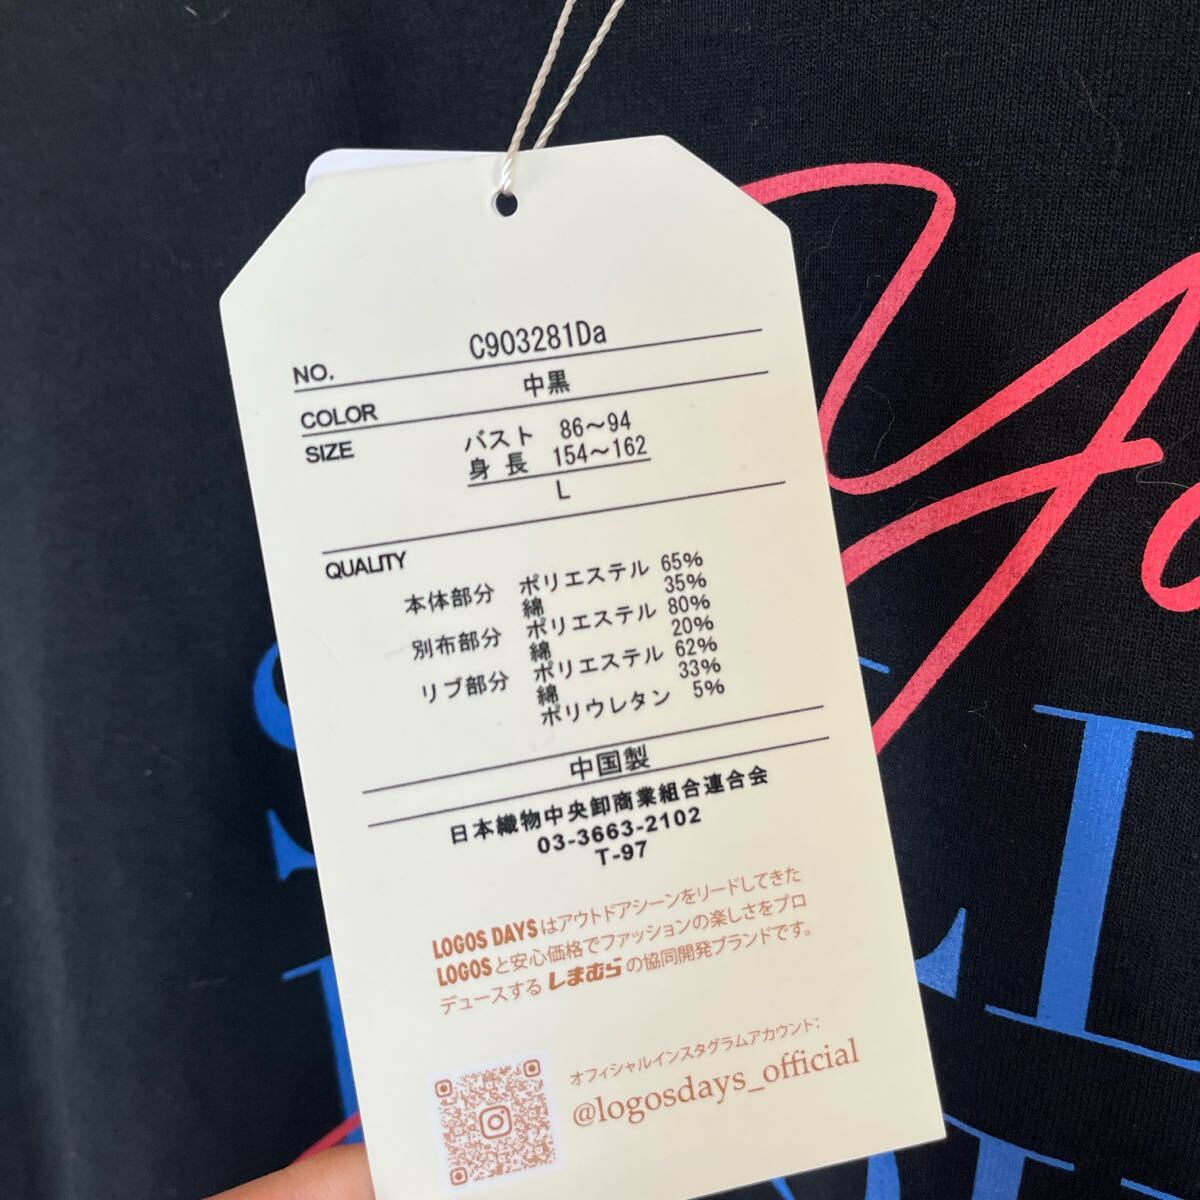 NO. C903281Da
COLOR 中黒
SIZE バスト 86～94
身長 154～162
L
QUALITY
本体部分 ポリエステル 65%
綿 35%
別布部分 ポリエステル 80%
綿 20%
リブ部分 ポリエステル 62%
綿 33%
ポリウレタン 5%
中国製
日本織物中央卸商業組合連合会
03-3663-2102
T-97
LOGOS DAYSはアウトドアシーンをリードしてきた
LOGOSと安心価格でファッションの楽しさをプロ
デュースするしまむらの協同開発ブランドです。
オフィシャルインスタグラムアカウント：
@logosdays_official